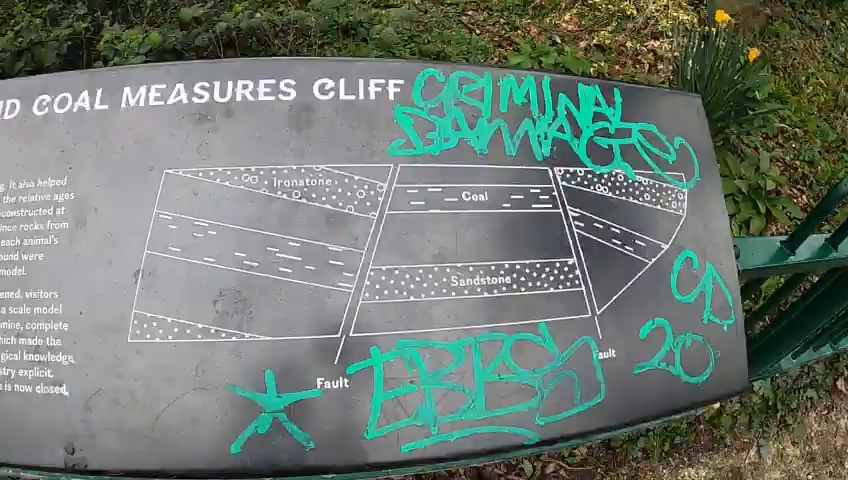 ND COAL MEASURES CLIFF
CRIMINAL
DAMAGE
g. It also helped
the relative ages
constructed at
ince rocks from
each animal's
ound were
model.
ened, visitors
a scale model
mine, complete
hich made the
gical knowledge
try explicit.
e is now closed.
Ironstone
Coal
Sandstone
Fault
Fault
CD
20